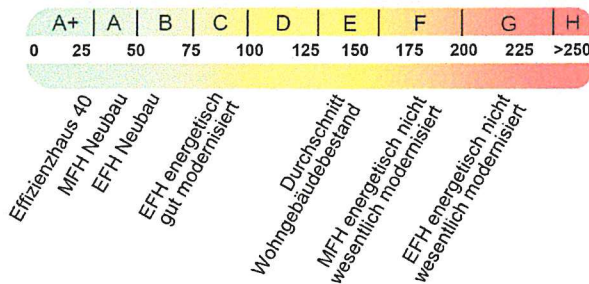 A+ A B C D E F G H
0 25 50 75 100 125 150 175 200 225 >250
Effizienzhaus 40
MFH Neubau
EFH Neubau
EFH energetisch
gut modernisiert
Durchschnitt
Wohngebäudebestand
MFH energetisch nicht
wesentlich modernisiert
EFH energetisch nicht
wesentlich modernisiert